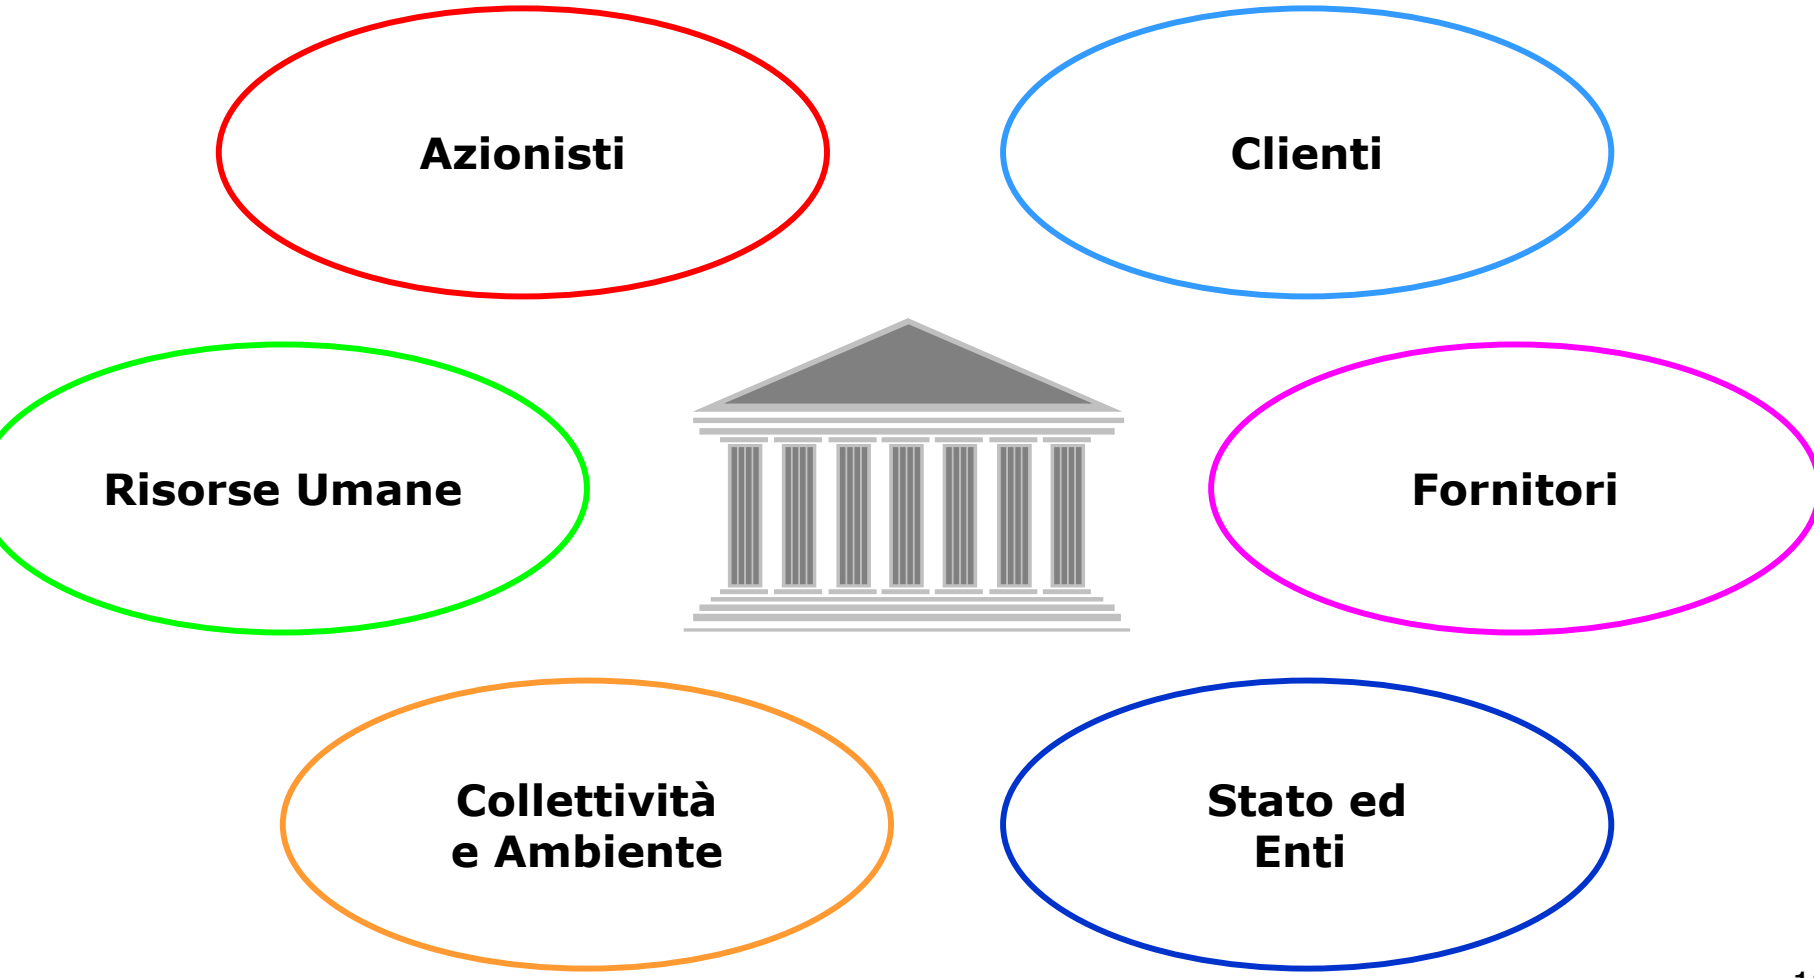 Azionisti
Clienti
Risorse Umane
Fornitori
Collettività
e Ambiente
Stato ed
Enti